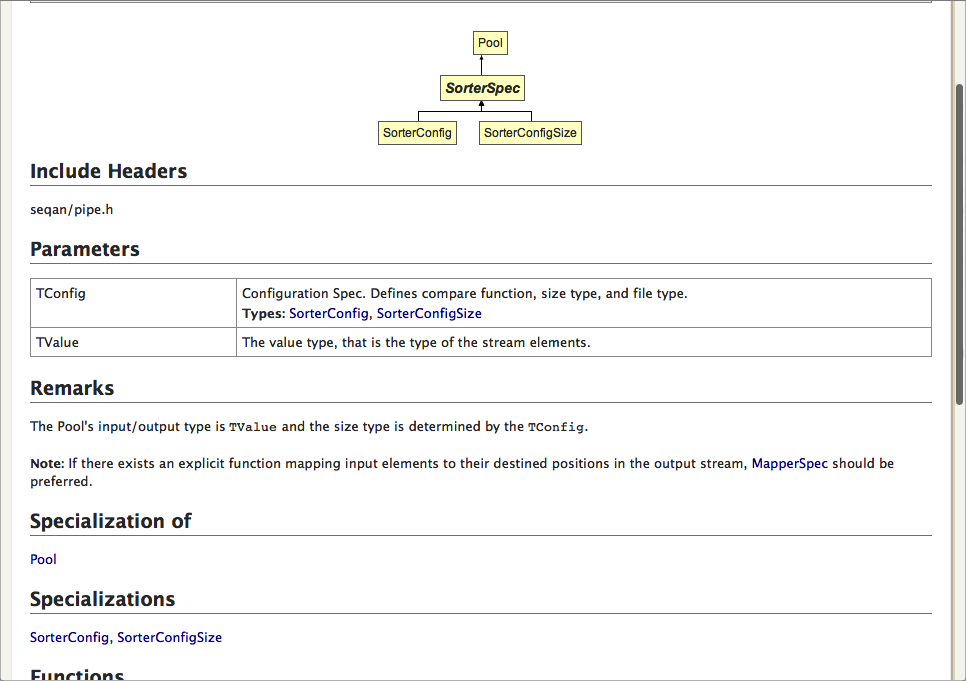 Pool
SorterSpec
SorterConfig SorterConfigSize
Include Headers
seqan/pipe.h
Parameters
TConfig Configuration Spec. Defines compare function, size type, and file type.
Types: SorterConfig, SorterConfigSize
TValue The value type, that is the type of the stream elements.
Remarks
The Pool's input/output type is TValue and the size type is determined by the TConfig.
Note: If there exists an explicit function mapping input elements to their destined positions in the output stream, MapperSpec should be
preferred.
Specialization of
Pool
Specializations
SorterConfig, SorterConfigSize
Functions